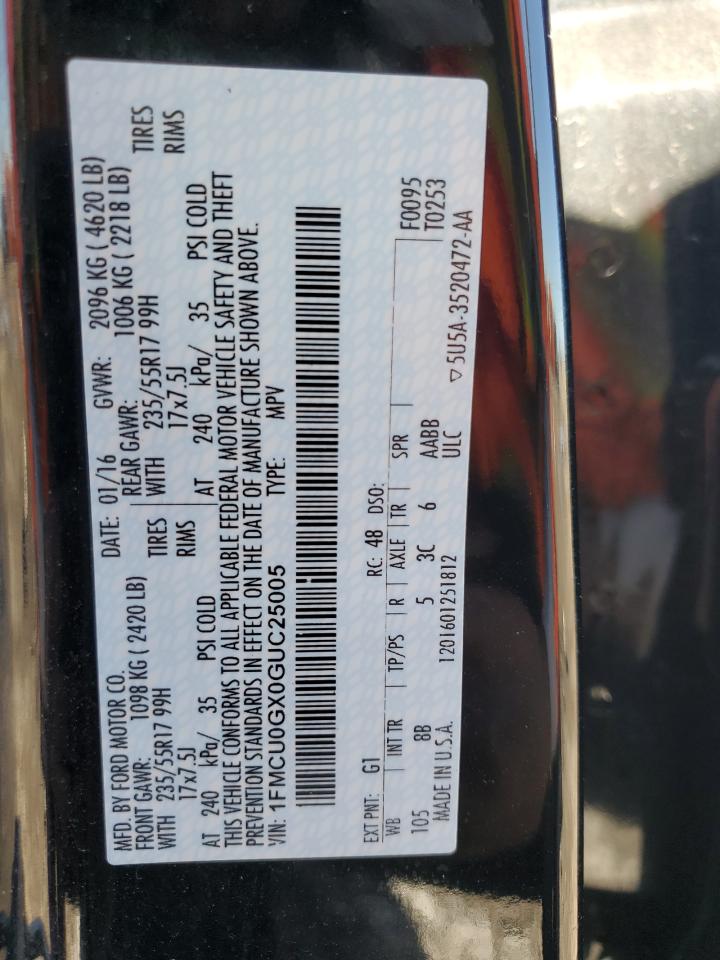 MFD. BY FORD MOTOR CO. DATE: 01/16 GVWR: 2096 KG ( 4620 LB)
FRONT GAWR: 1098 KG ( 2420 LB) REAR GAWR: 1006 KG ( 2218 LB)
WITH 235/55R17 99H TIRES WITH 235/55R17 99H TIRES
17x7.5J RIMS 17x7.5J RIMS
AT 240 kPa/ 35 PSI COLD AT 240 kPa/ 35 PSI COLD
THIS VEHICLE CONFORMS TO ALL APPLICABLE FEDERAL MOTOR VEHICLE SAFETY AND THEFT
PREVENTION STANDARDS IN EFFECT ON THE DATE OF MANUFACTURE SHOWN ABOVE.
VIN: 1FMCU0GX0GUC25005 TYPE: MPV
EXT PNT: G1 RC: 48 DSO: F0095
WB INT TR TP/PS R AXLE TR SPR T0253
105 8B 5 3C 6 AABB
MADE IN U.S.A. 1201601251812 ULC ▽5U5A-3520472-AA